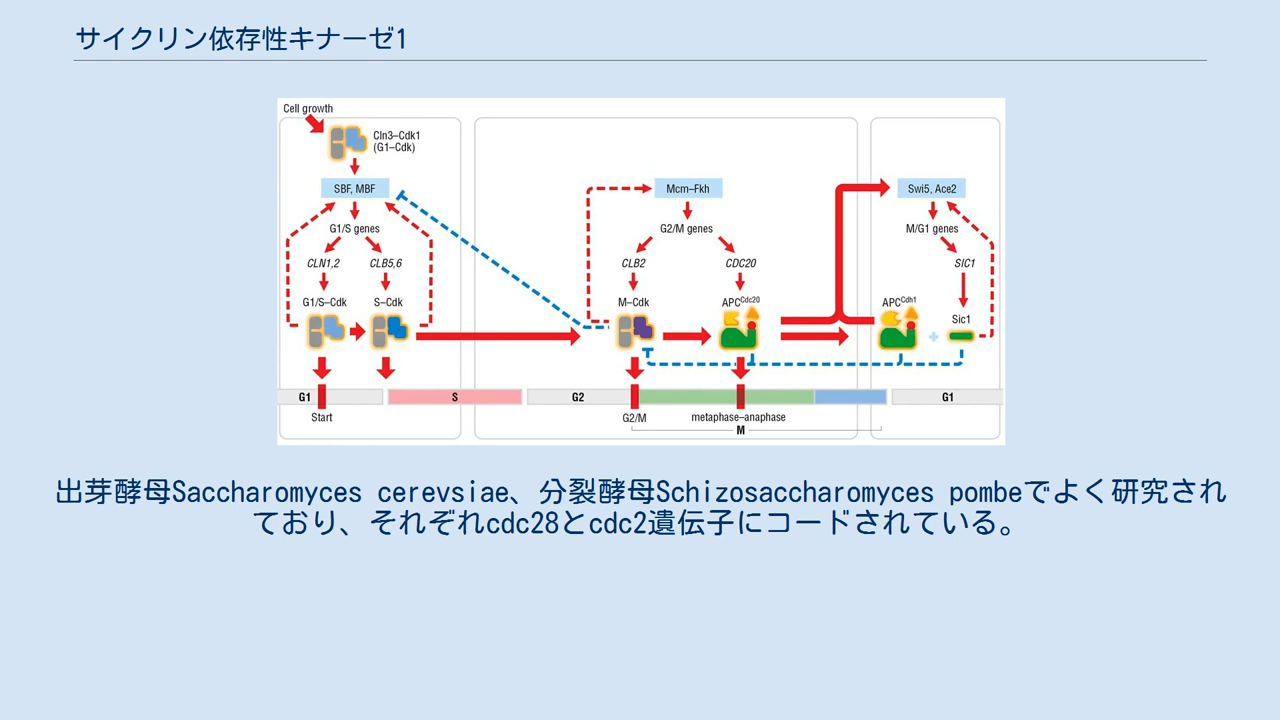 サイクリン依存性キナーゼ1
Cell growth
Cln3–Cdk1
(G1–Cdk)
SBF, MBF
G1/S genes
CLN1,2
CLB5,6
G1/S–Cdk
S–Cdk
Mcm–Fkh
G2/M genes
CLB2
CDC20
M–Cdk
APCCdc20
Swi5, Ace2
M/G1 genes
SIC1
APCCdh1
Sic1
+
G1
S
G2
G1
Start
G2/M
metaphase–anaphase
M
出芽酵母Saccharomyces cerevsiae、分裂酵母Schizosaccharomyces pombeでよく研究され
ており、それぞれcdc28とcdc2遺伝子にコードされている。